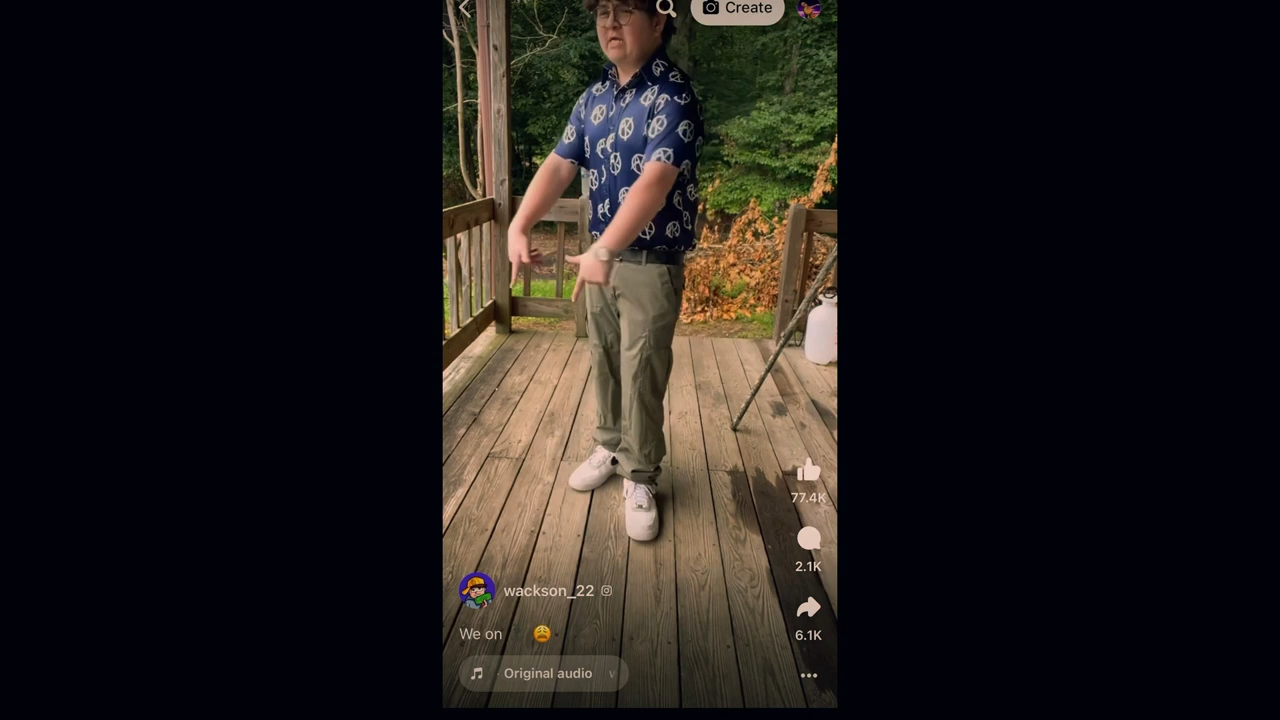 Create
77.4K
2.1K
6.1K
wackson_22
We on 😩
Original audio